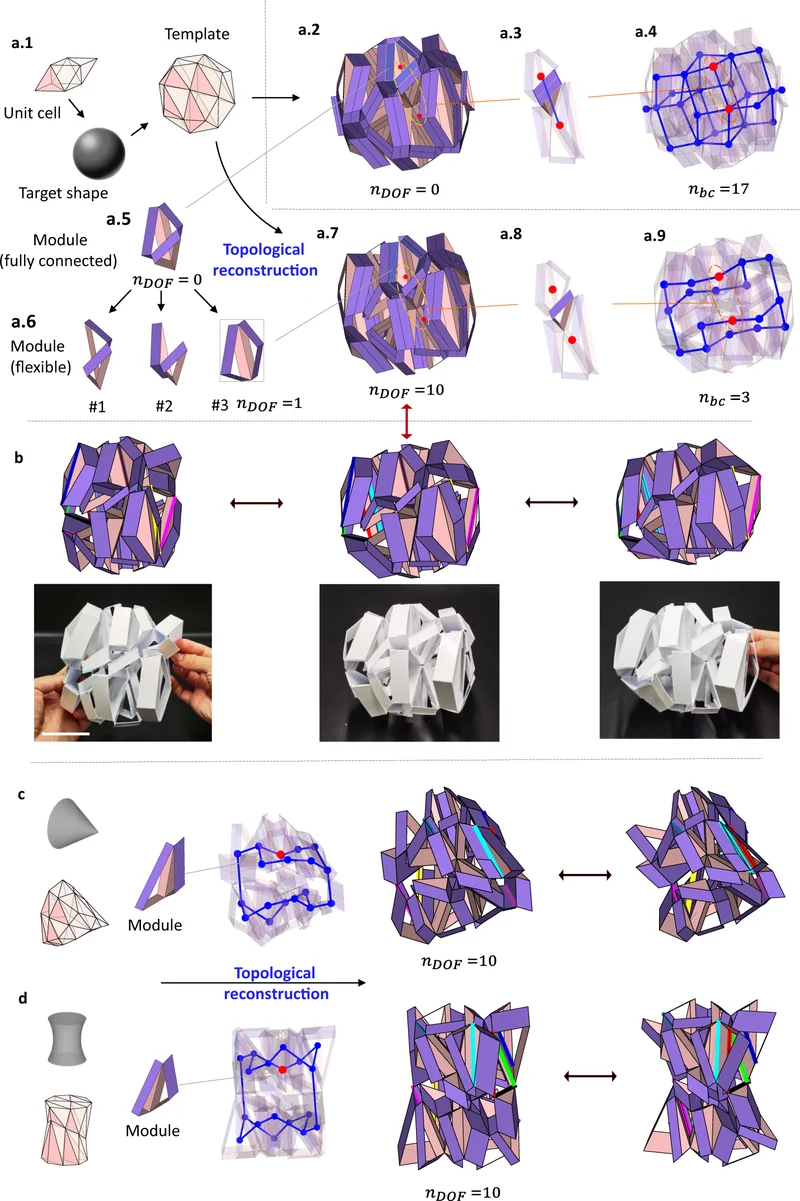 a.1
Template
Unit cell
Target shape
a.2
a.3
a.4
n_DOF = 0
n_bc = 17
a.5
Module
(fully connected)
n_DOF = 0
Topological
reconstruction
a.7
a.8
a.9
a.6
Module
(flexible)
#1
#2
#3
n_DOF = 1
n_DOF = 10
n_bc = 3
b
c
Module
n_DOF = 10
Topological
reconstruction
d
Module
n_DOF = 10